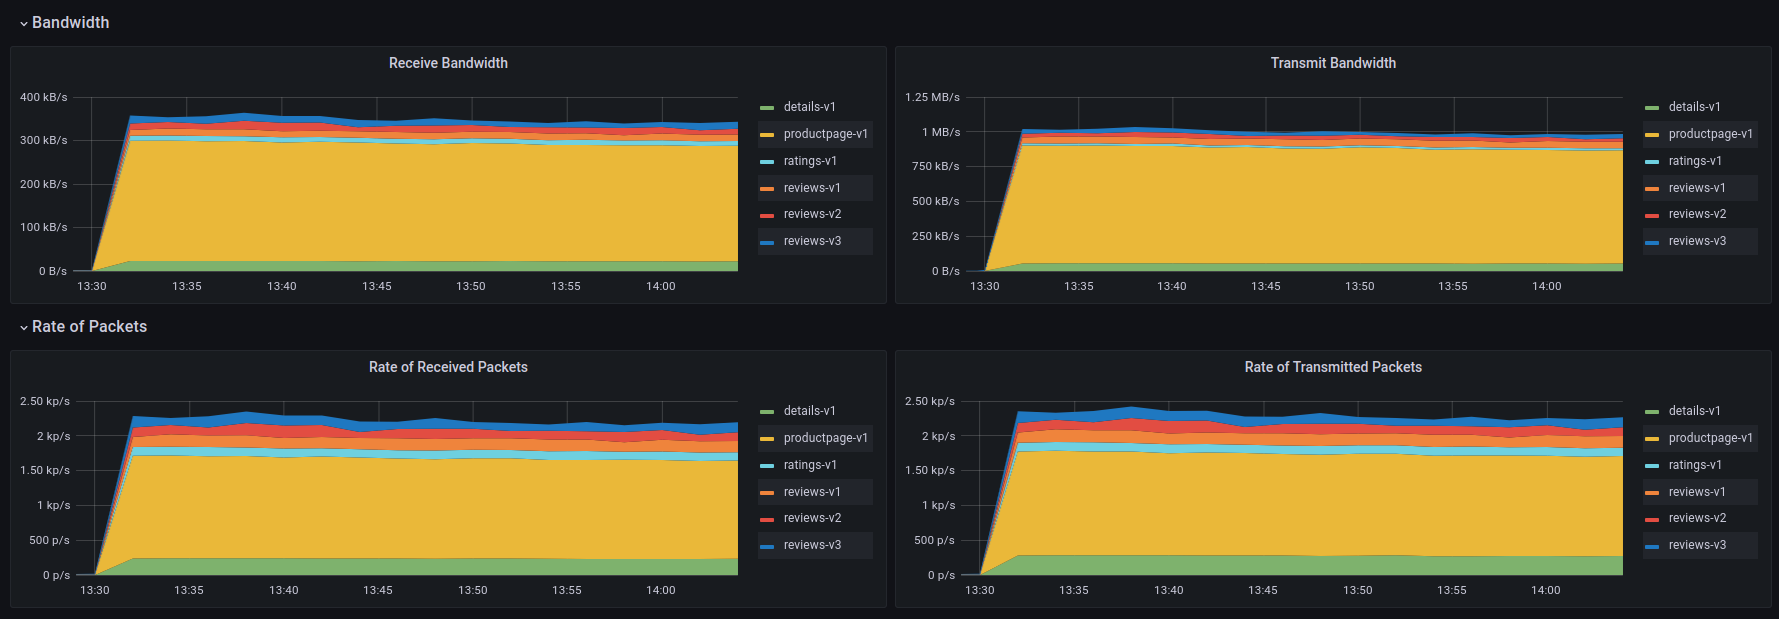 Bandwidth
Receive Bandwidth
400 kB/s
300 kB/s
200 kB/s
100 kB/s
0 B/s
13:30 13:35 13:40 13:45 13:50 13:55 14:00
details-v1
productpage-v1
ratings-v1
reviews-v1
reviews-v2
reviews-v3
Transmit Bandwidth
1.25 MB/s
1 MB/s
750 kB/s
500 kB/s
250 kB/s
0 B/s
13:30 13:35 13:40 13:45 13:50 13:55 14:00
details-v1
productpage-v1
ratings-v1
reviews-v1
reviews-v2
reviews-v3
Rate of Packets
Rate of Received Packets
2.50 kp/s
2 kp/s
1.50 kp/s
1 kp/s
500 p/s
0 p/s
13:30 13:35 13:40 13:45 13:50 13:55 14:00
details-v1
productpage-v1
ratings-v1
reviews-v1
reviews-v2
reviews-v3
Rate of Transmitted Packets
2.50 kp/s
2 kp/s
1.50 kp/s
1 kp/s
500 p/s
0 p/s
13:30 13:35 13:40 13:45 13:50 13:55 14:00
details-v1
productpage-v1
ratings-v1
reviews-v1
reviews-v2
reviews-v3